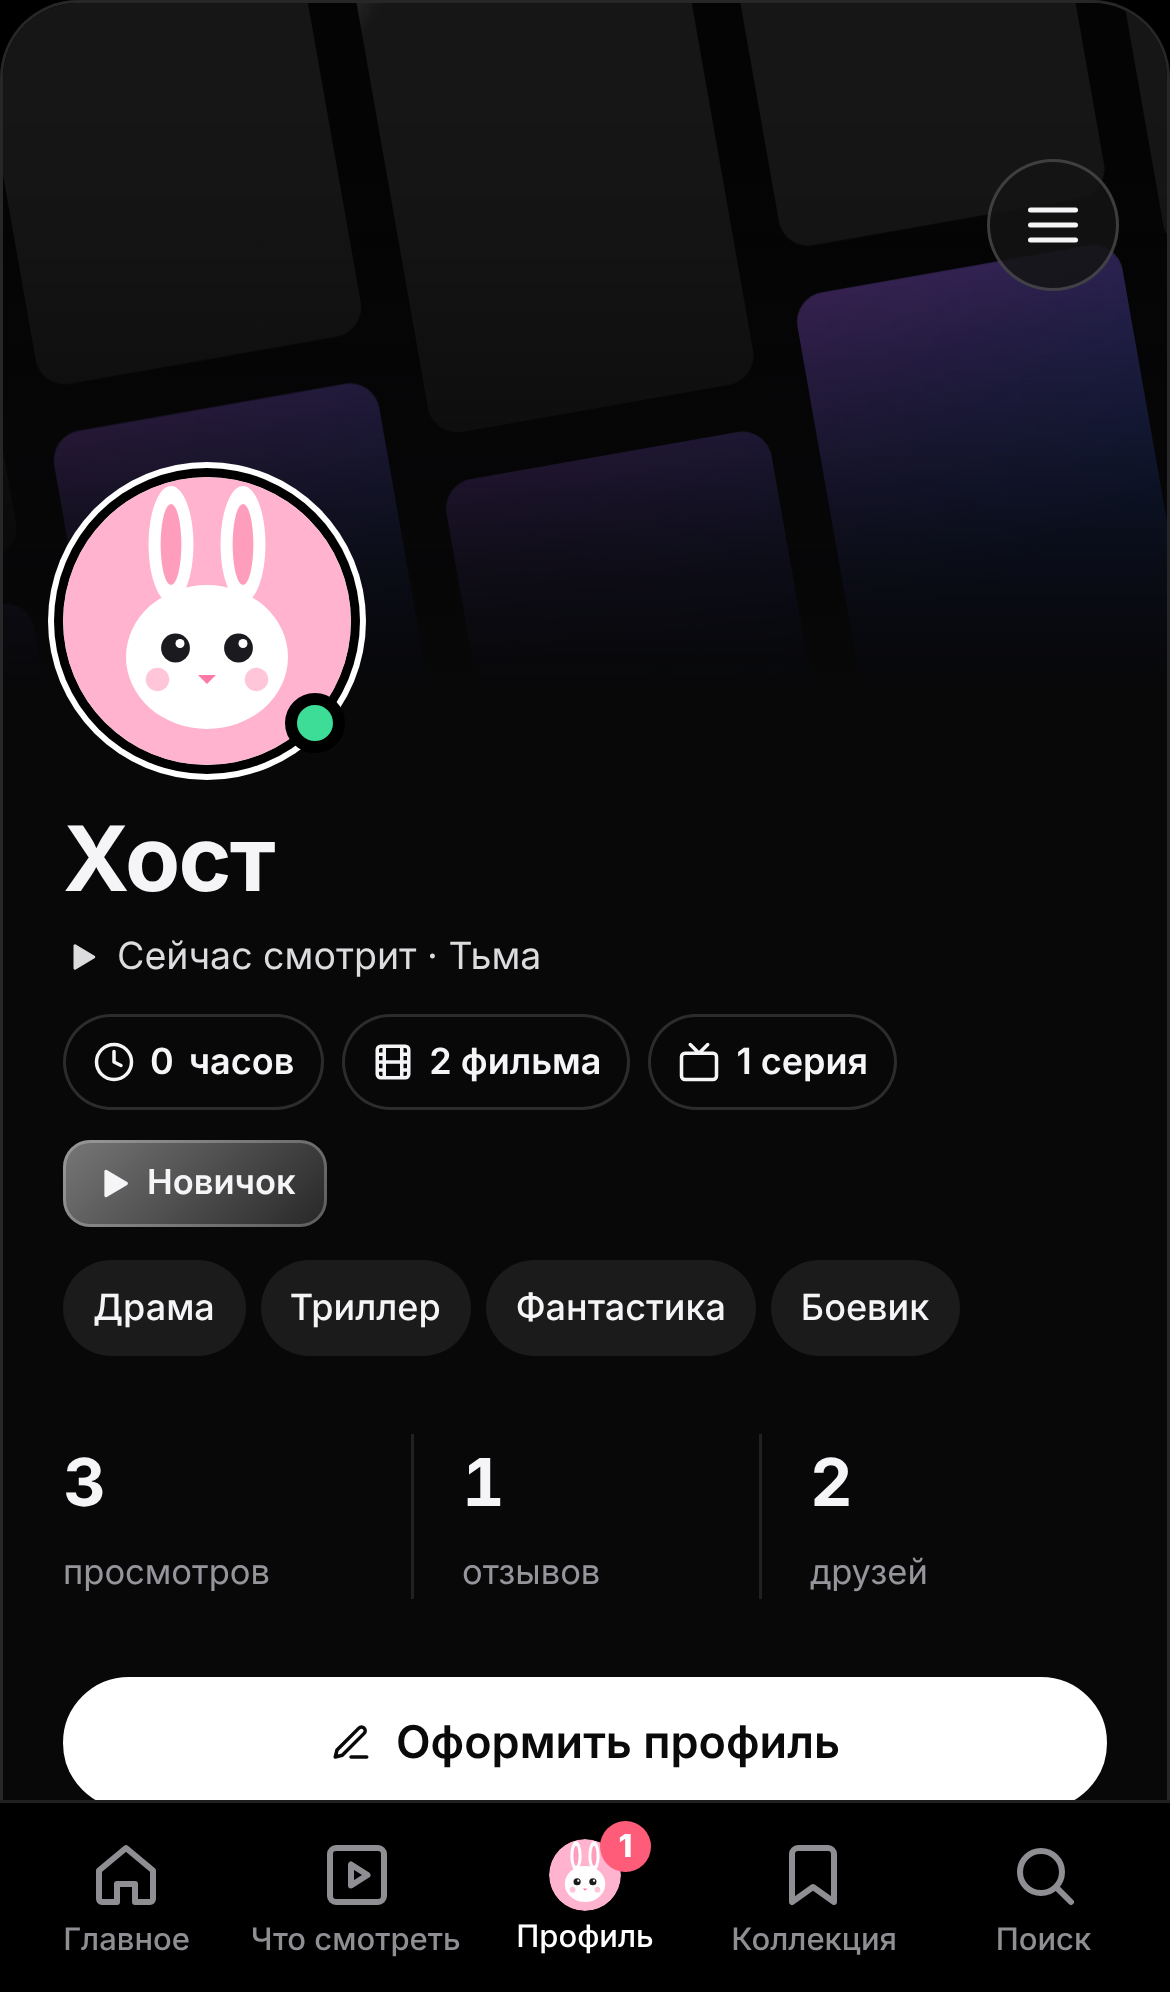 Хост
Сейчас смотрит · Тьма
0 часов
2 фильма
1 серия
Новичок
Драма
Триллер
Фантастика
Боевик
3
просмотров
1
отзывов
2
друзей
Оформить профиль
1
Главное
Что смотреть
Профиль
Коллекция
Поиск